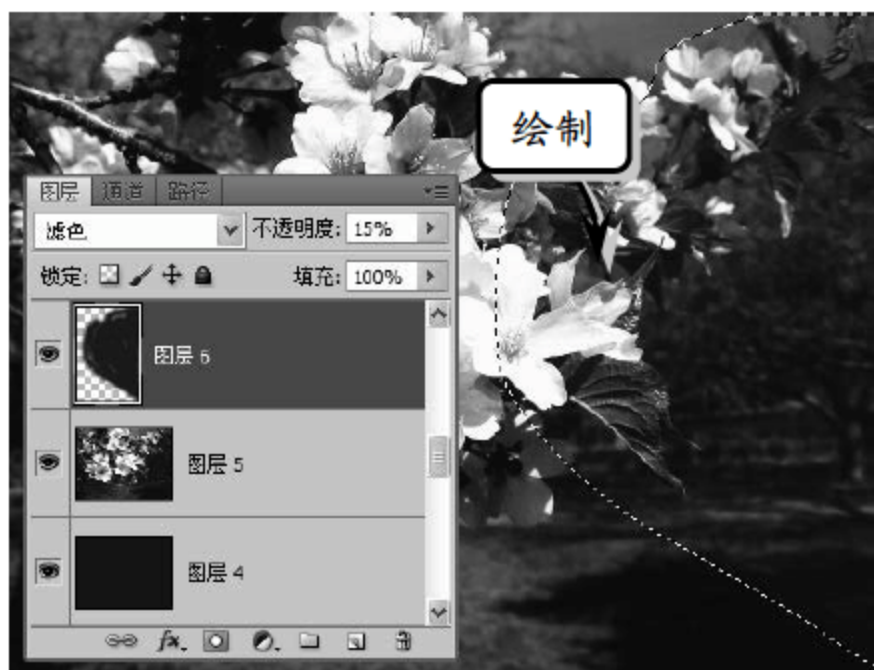 绘制
图层 通道 路径
滤色 不透明度: 15%
锁定: 填充: 100%
图层 6
图层 5
图层 4
fx.